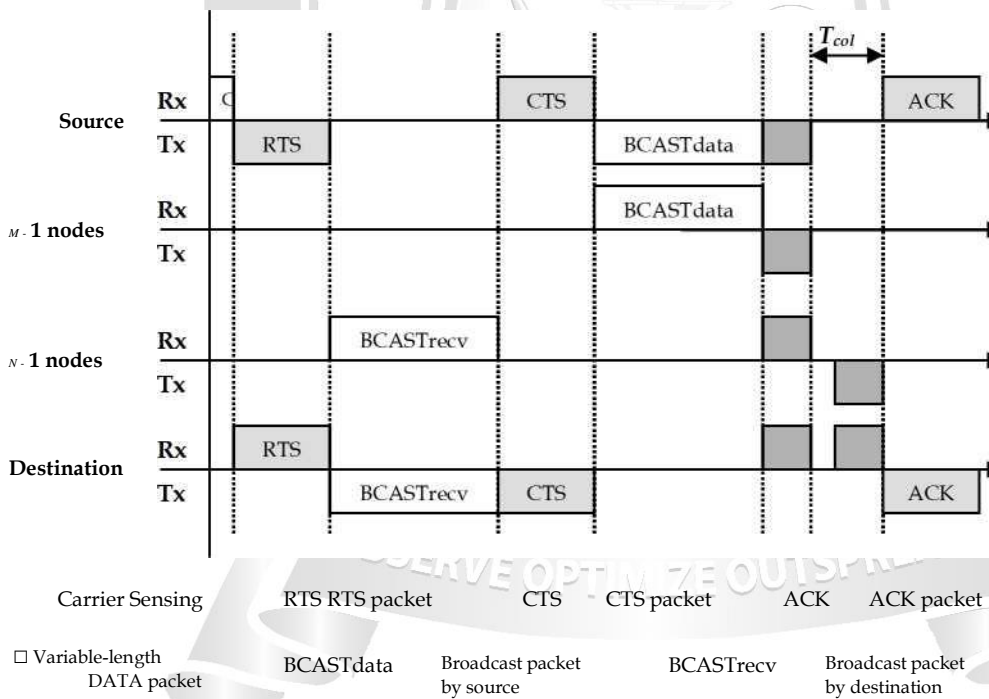 T_col
Rx C CTS ACK
Source
Tx RTS BCASTdata
Rx BCASTdata
M - 1 nodes
Tx
Rx BCASTrecv
N - 1 nodes
Tx
Rx RTS
Destination
Tx BCASTrecv CTS ACK
OPTIMIZE
Carrier Sensing RTS RTS packet CTS CTS packet ACK ACK packet
□ Variable-length BCASTdata Broadcast packet BCASTrecv Broadcast packet
DATA packet by source by destination